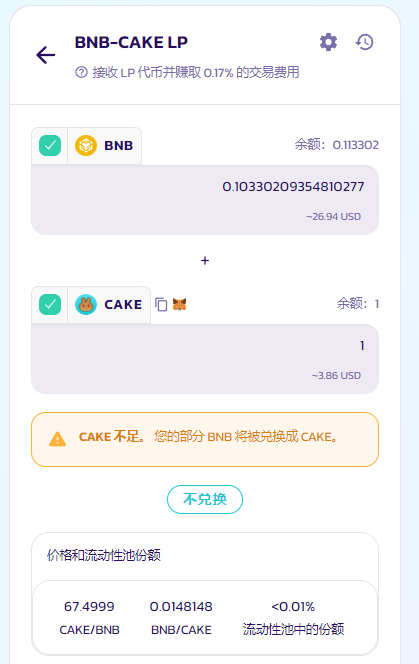 BNB-CAKE LP
接收 LP 代币并赚取 0.17% 的交易费用
BNB
余额：0.113302
0.10330209354810277
~26.94 USD
+
CAKE
余额：1
1
~3.86 USD
CAKE 不足。 您的部分 BNB 将被兑换成 CAKE。
不兑换
价格和流动性池份额
67.4999 0.0148148 <0.01%
CAKE/BNB BNB/CAKE 流动性池中的份额